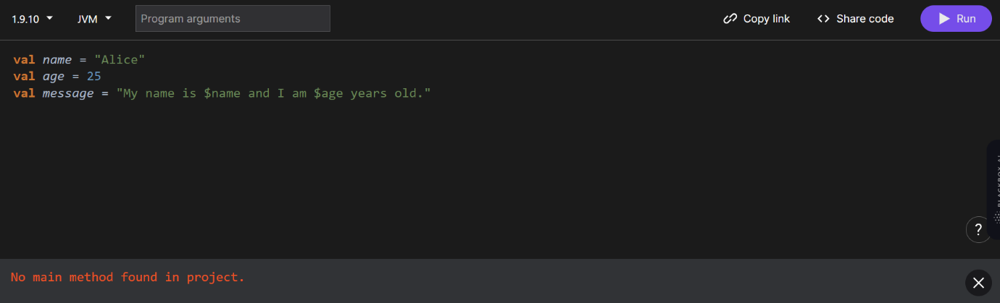 1.9.10 JVM Program arguments Copy link <> Share code Run
val name = "Alice"
val age = 25
val message = "My name is $name and I am $age years old."
BLACKBOX AI
?
No main method found in project.